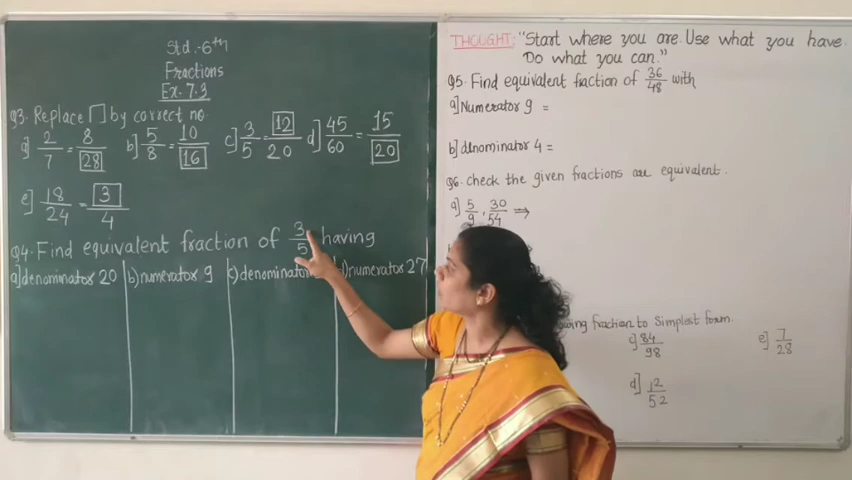 Std.-6th
Fractions
Ex-7.3
Q3. Replace □ by correct no
a] 2/7 = 8/28 b] 5/8 = 10/16 c] 3/5 = 12/20 d] 45/60 = 15/20
e] 18/24 = 3/4
Q4. Find equivalent fraction of 3/5 having
a] denominator 20 b) numerator 9 c) denominator numerator 27
THOUGHT: "Start where you are. Use what you have.
Do what you can."
Q5. Find equivalent fraction of 36/48 with
a] Numerator 9 =
b] denominator 4 =
Q6. check the given fractions are equivalent.
a] 5/9, 30/54 ⇒
fraction to Simplest form.
c] 84/98 e] 7/28
d] 12/52